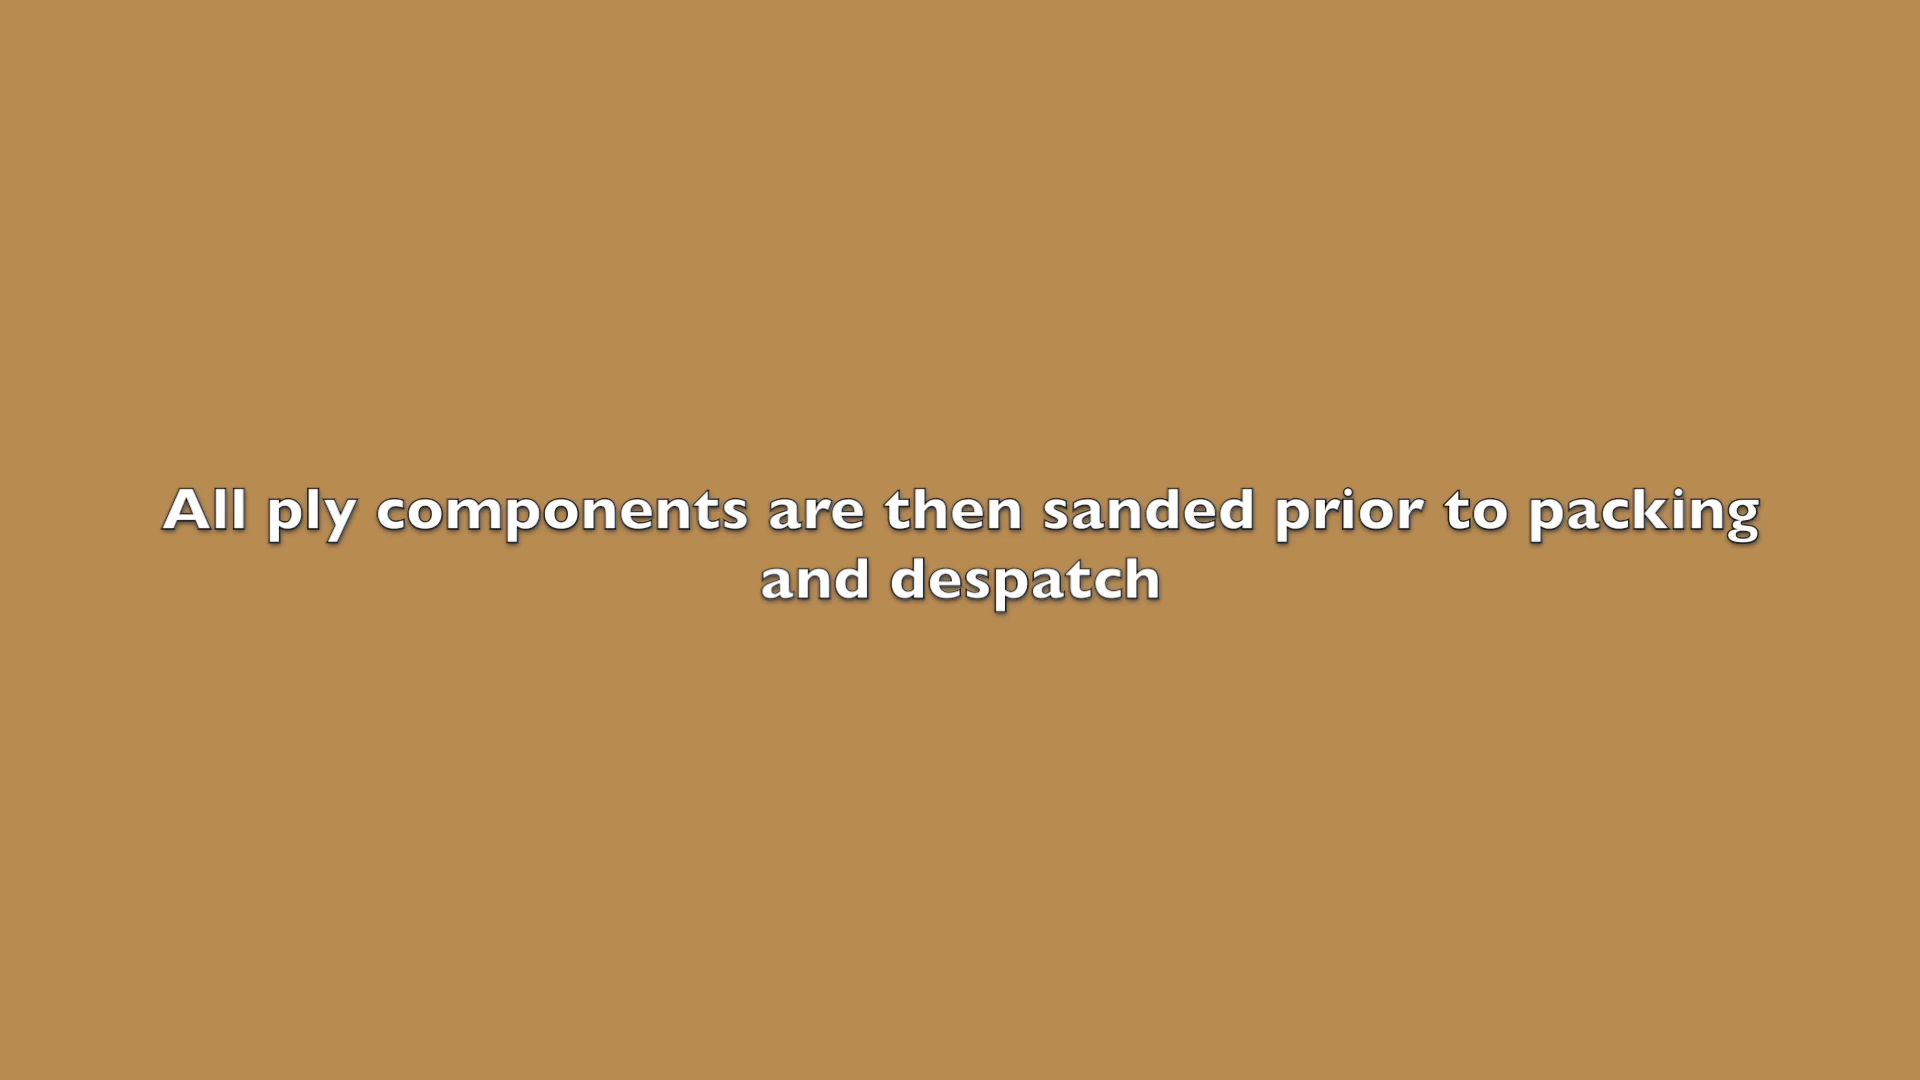 All ply components are then sanded prior to packing
and despatch